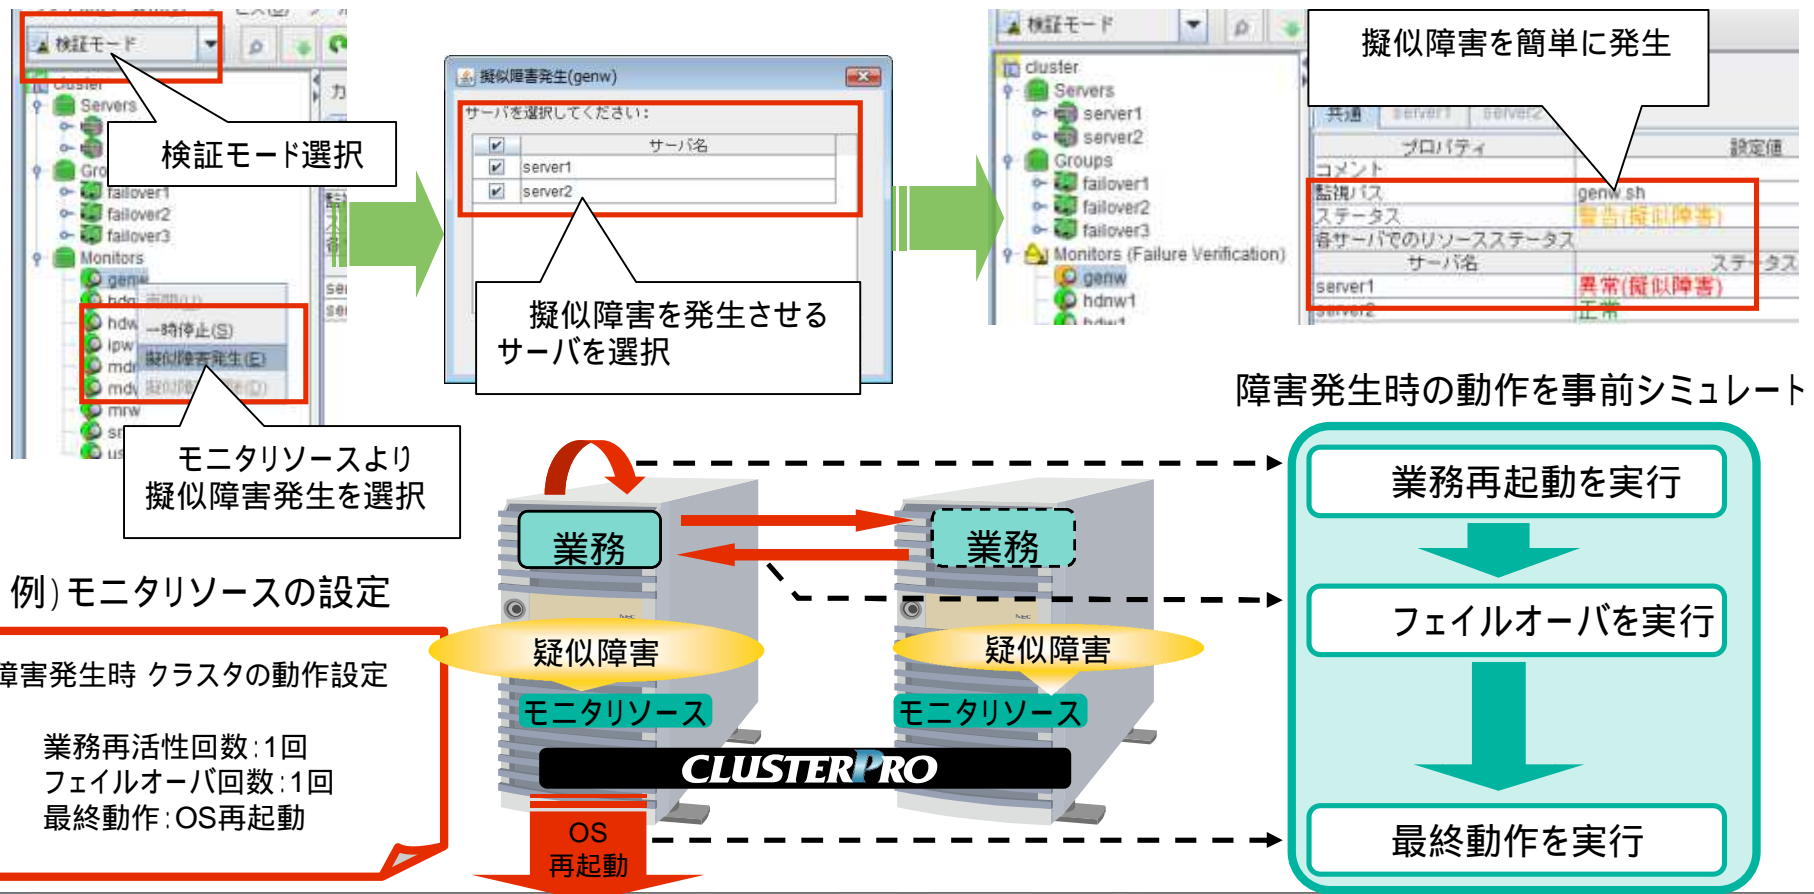 検証モード
cluster
Servers
検証モード選択
failover1
failover2
failover3
Monitors
genw
一時停止(S)
擬似障害発生(E)
mrw
モニタリソースより
擬似障害発生を選択
擬似障害発生(genw)
サーバを選択してください:
サーバ名
server1
server2
擬似障害を発生させる
サーバを選択
検証モード
cluster
Servers
server1
server2
Groups
failover1
failover2
failover3
Monitors (Failure Verification)
genw
hdnw1
hdw1
擬似障害を簡単に発生
共通 server1 server2
プロパティ 設定値
コメント
監視パス genw.sh
ステータス 警告(擬似障害)
各サーバでのリソースステータス
サーバ名 ステータス
server1 異常(擬似障害)
server2 正常
障害発生時の動作を事前シミュレート
業務再起動を実行
フェイルオーバを実行
最終動作を実行
業務
業務
NEC
NEC
疑似障害
疑似障害
モニタリソース
モニタリソース
CLUSTERPRO
OS
再起動
例)モニタリソースの設定
障害発生時 クラスタの動作設定
業務再活性回数:1回
フェイルオーバ回数:1回
最終動作:OS再起動